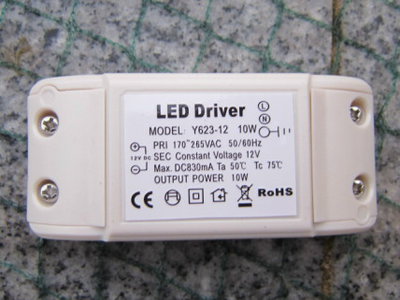 LED Driver
MODEL: Y623-12 10W
L
N
PRI 170~265VAC 50/60Hz
SEC Constant Voltage 12V
Max. DC830mA Ta 50℃ Tc 75℃
OUTPUT POWER 10W
12V DC
+
-
CE
RoHS